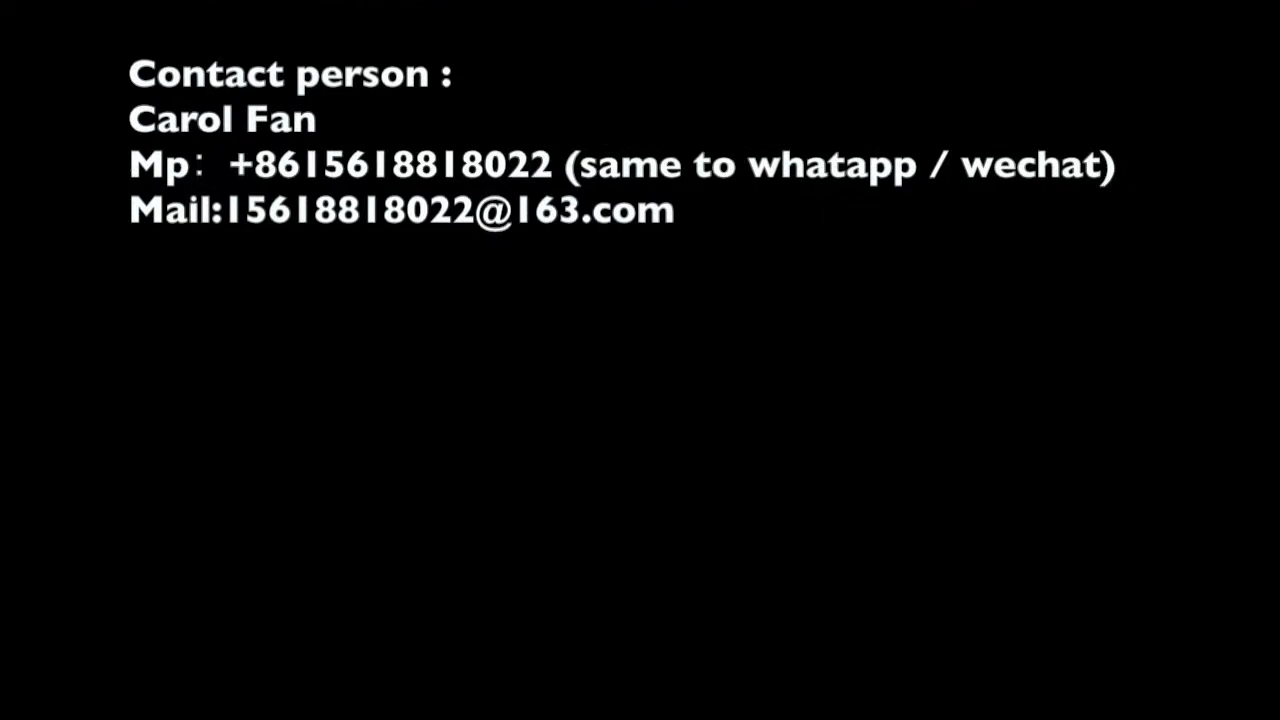 Contact person :
Carol Fan
Mp：+8615618818022 (same to whatapp / wechat)
Mail:15618818022@163.com